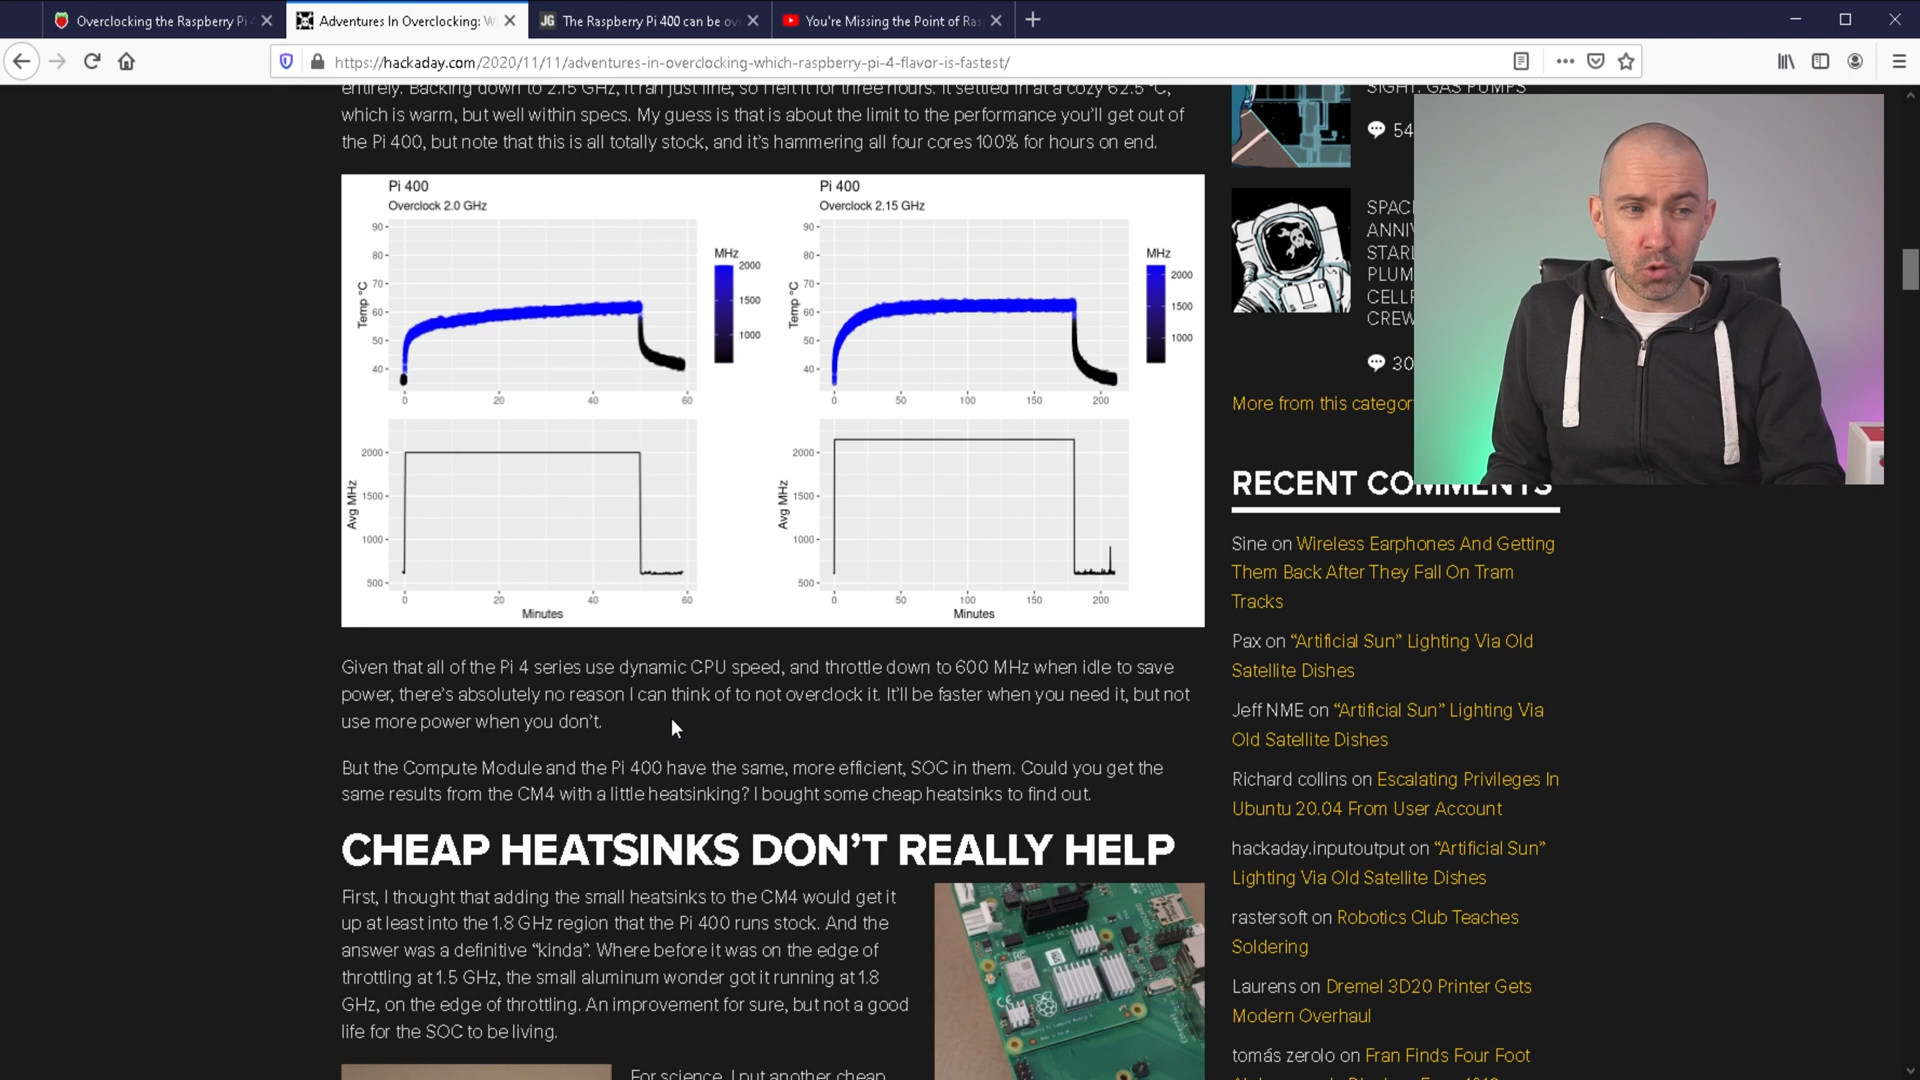 Overclocking the Raspberry Pi
Adventures In Overclocking: W
JG The Raspberry Pi 400 can be ov
You're Missing the Point of Ras
https://hackaday.com/2020/11/11/adventures-in-overclocking-which-raspberry-pi-4-flavor-is-fastest/
entirely. Backing down to 2.15 GHz, it ran just fine, so I left it for three hours. It settled in at a cozy 62.5 °C,
which is warm, but well within specs. My guess is that is about the limit to the performance you'll get out of
the Pi 400, but note that this is all totally stock, and it's hammering all four cores 100% for hours on end.
Pi 400
Overclock 2.0 GHz
90
80
70
60
50
40
Temp °C
0 20 40 60
MHz
2000
1500
1000
2000
1500
1000
500
Avg MHz
0 20 40 60
Minutes
Pi 400
Overclock 2.15 GHz
90
80
70
60
50
40
Temp °C
0 50 100 150 200
MHz
2000
1500
1000
2000
1500
1000
500
Avg MHz
0 50 100 150 200
Minutes
Given that all of the Pi 4 series use dynamic CPU speed, and throttle down to 600 MHz when idle to save
power, there's absolutely no reason I can think of to not overclock it. It'll be faster when you need it, but not
use more power when you don't.
But the Compute Module and the Pi 400 have the same, more efficient, SOC in them. Could you get the
same results from the CM4 with a little heatsinking? I bought some cheap heatsinks to find out.
CHEAP HEATSINKS DON'T REALLY HELP
First, I thought that adding the small heatsinks to the CM4 would get it
up at least into the 1.8 GHz region that the Pi 400 runs stock. And the
answer was a definitive “kinda”. Where before it was on the edge of
throttling at 1.5 GHz, the small aluminum wonder got it running at 1.8
GHz, on the edge of throttling. An improvement for sure, but not a good
life for the SOC to be living.
For science, I put another cheap
SIGHT: GAS PUMPS
54
SPAC
ANNIV
STARL
PLUM
CELLP
CREW
30
More from this categor
RECENT COMMENTS
Sine on Wireless Earphones And Getting
Them Back After They Fall On Tram
Tracks
Pax on “Artificial Sun” Lighting Via Old
Satellite Dishes
Jeff NME on “Artificial Sun” Lighting Via
Old Satellite Dishes
Richard collins on Escalating Privileges In
Ubuntu 20.04 From User Account
hackaday.inputoutput on “Artificial Sun”
Lighting Via Old Satellite Dishes
rastersoft on Robotics Club Teaches
Soldering
Laurens on Dremel 3D20 Printer Gets
Modern Overhaul
tomás zerolo on Fran Finds Four Foot